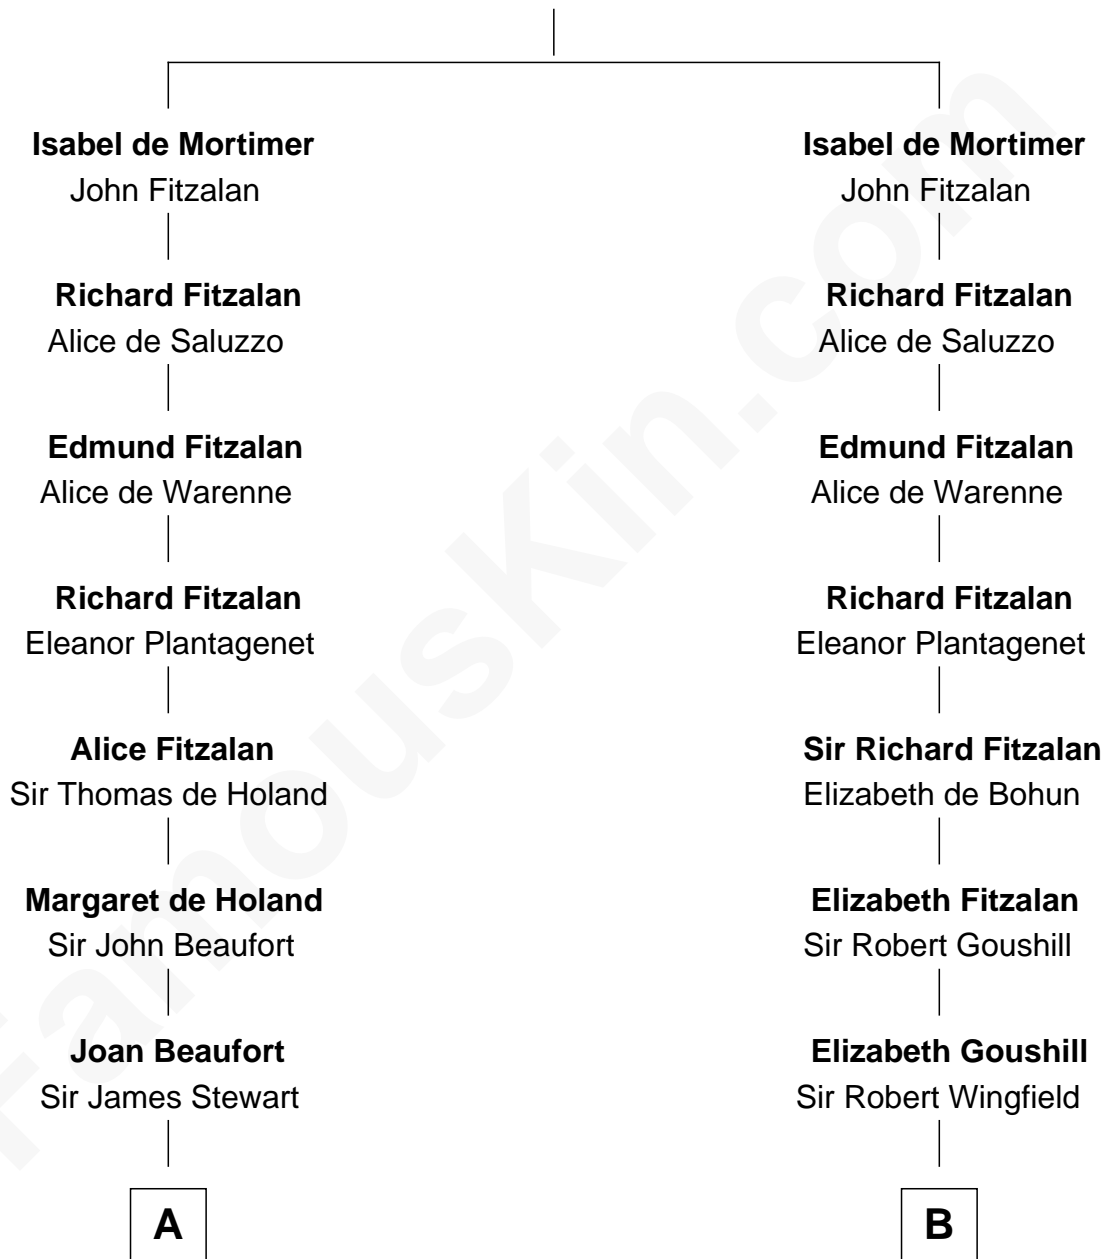 Isabel de Mortimer
John Fitzalan
Richard Fitzalan
Alice de Saluzzo
Edmund Fitzalan
Alice de Warenne
Richard Fitzalan
Eleanor Plantagenet
Alice Fitzalan
Sir Thomas de Holand
Margaret de Holand
Sir John Beaufort
Joan Beaufort
Sir James Stewart
A
Isabel de Mortimer
John Fitzalan
Richard Fitzalan
Alice de Saluzzo
Edmund Fitzalan
Alice de Warenne
Richard Fitzalan
Eleanor Plantagenet
Sir Richard Fitzalan
Elizabeth de Bohun
Elizabeth Fitzalan
Sir Robert Goushill
Elizabeth Goushill
Sir Robert Wingfield
B
FamousKin.com